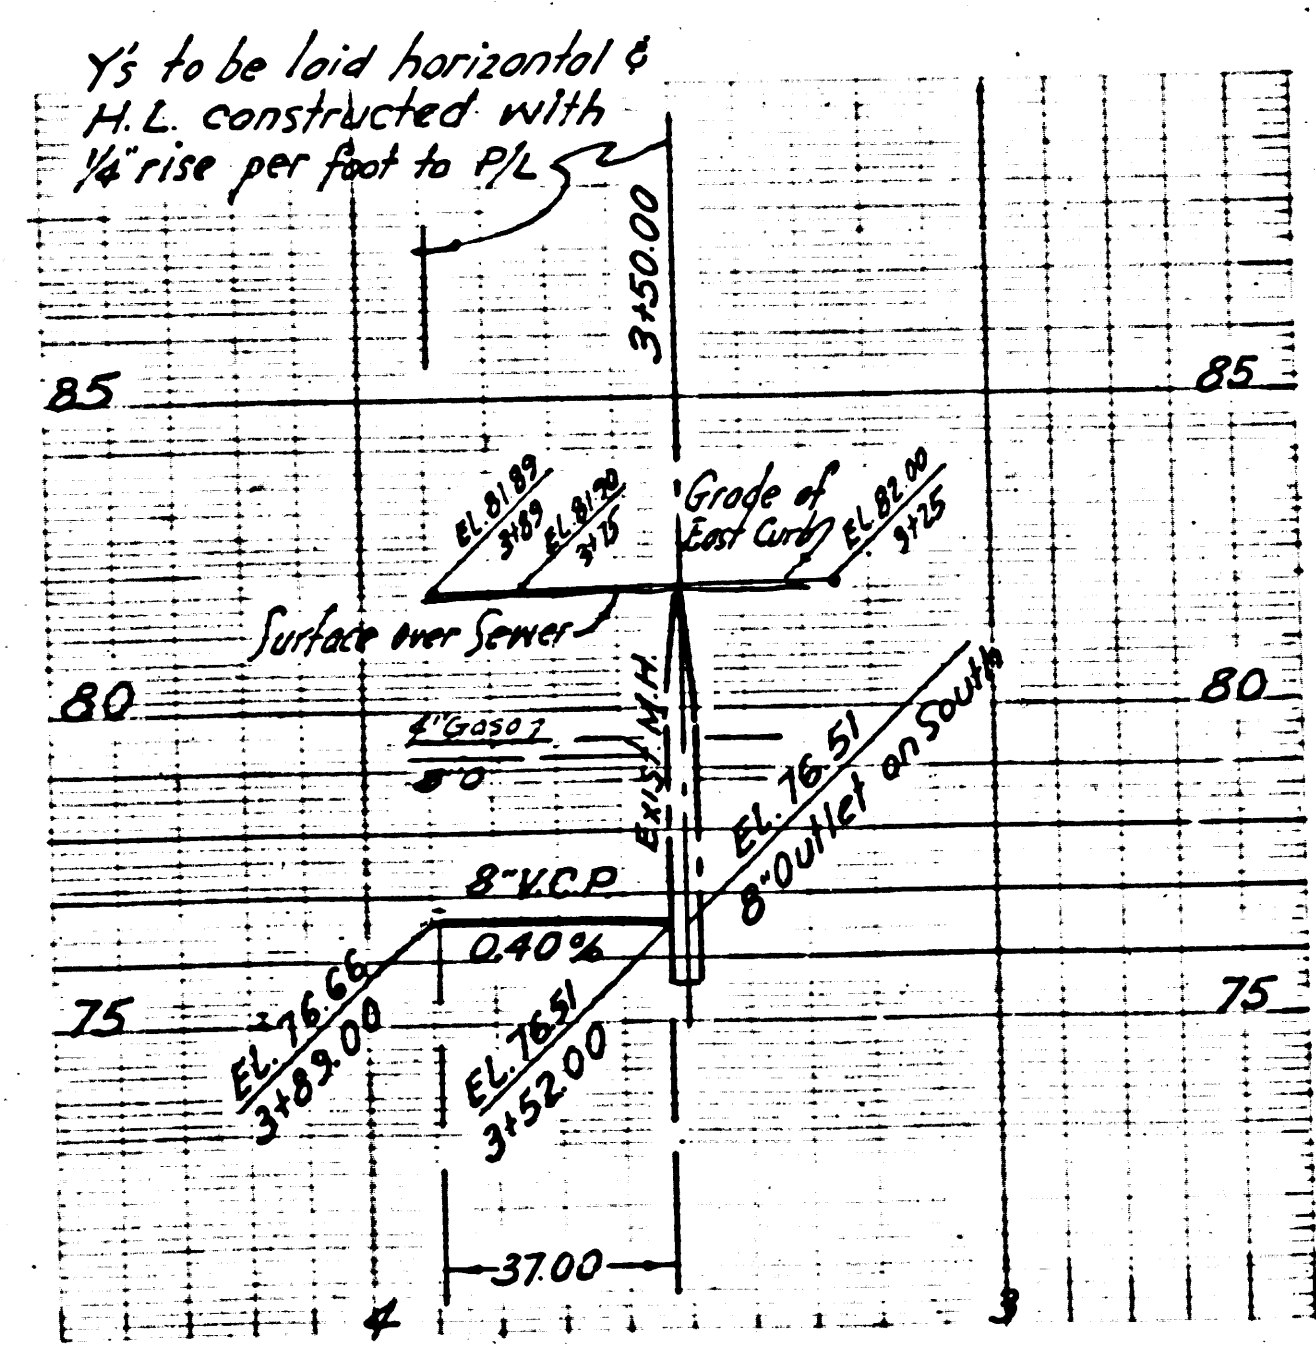 Y's to be laid horizontal &
H.L. constructed with
1/4" rise per foot to P/L
3+50.00
85
85
EL. 81.89
3+89
EL. 81.90
3+75
Grade of
East Curb
EL. 82.00
3+25
Surface over Sewer
80
80
Exist. M.H.
EL. 76.51
8" Outlet on South
8" V.C.P
0.40%
75
75
EL. 76.66
3+89.00
EL. 76.51
3+52.00
37.00
4
3